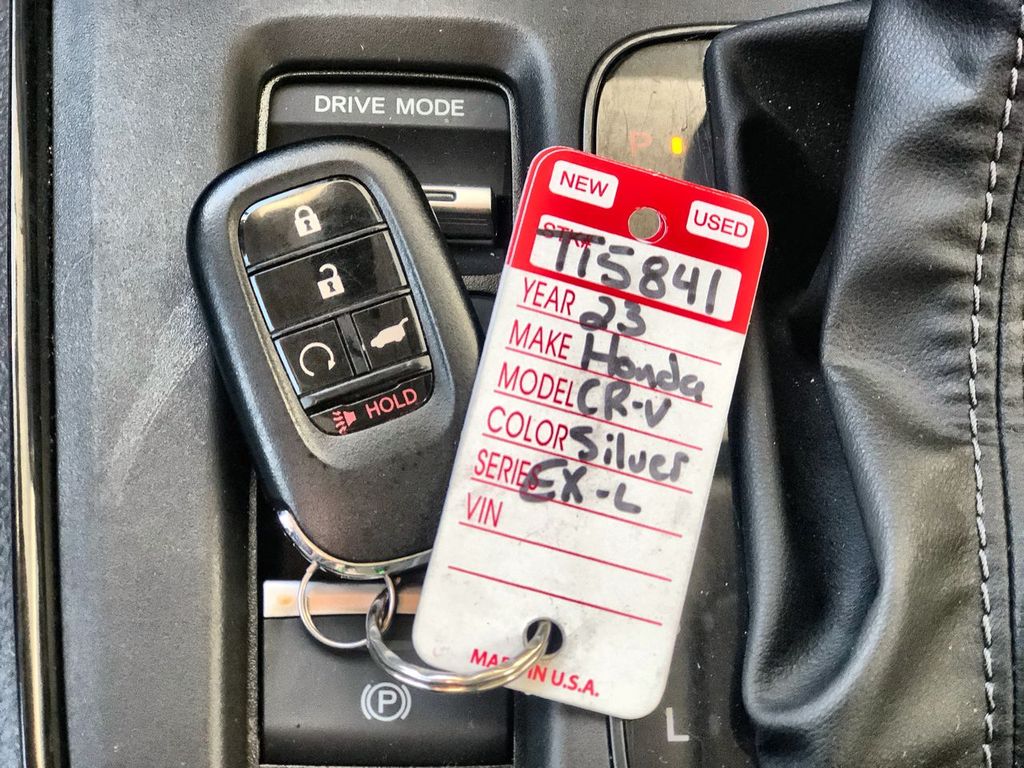 DRIVE MODE
P
NEW
USED
STK#
TT5841
YEAR 23
MAKE Honda
MODEL CR-V
COLOR Silver
SERIES EX-L
VIN
HOLD
MADE IN U.S.A.
P
L